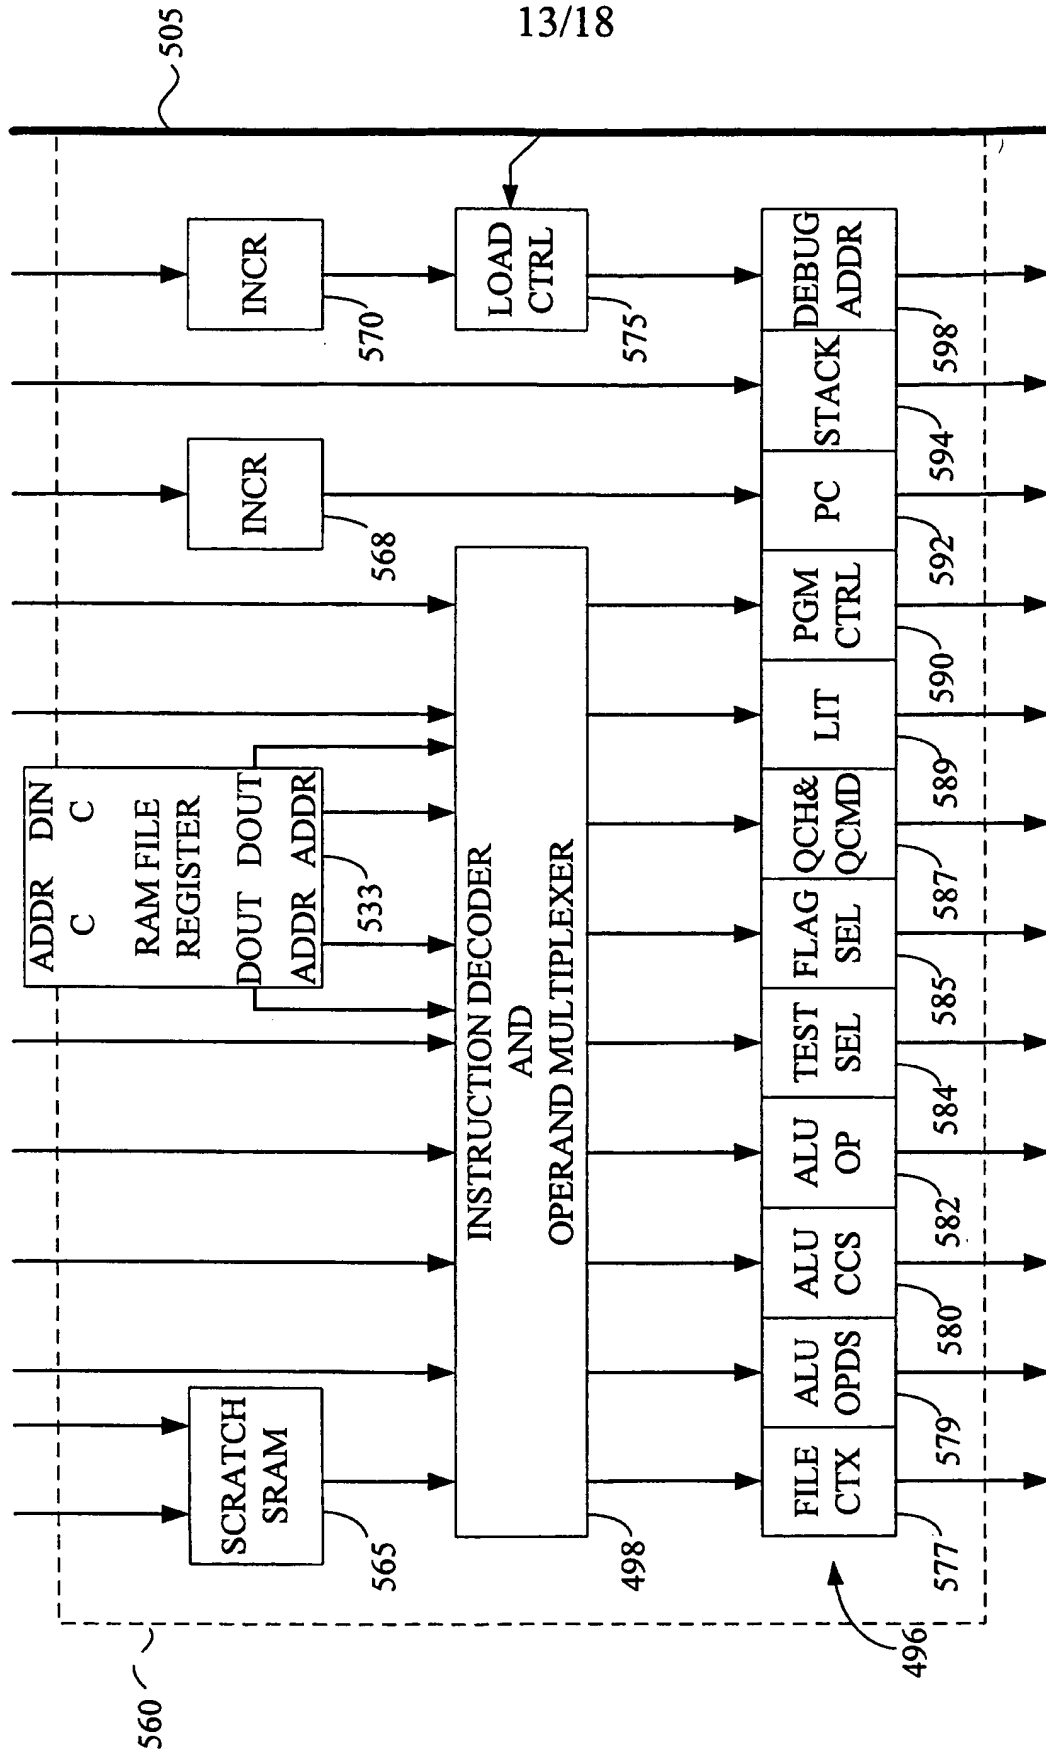 13/18
505
560
ADDR DIN
C C
RAM FILE
REGISTER
DOUT DOUT
ADDR ADDR
533
SCRATCH
SRAM
565
INCR
568
INCR
570
INSTRUCTION DECODER
AND
OPERAND MULTIPLEXER
498
LOAD
CTRL
575
496
FILE
CTX
577
ALU
OPDS
579
ALU
CCS
580
ALU
OP
582
TEST
SEL
584
FLAG
SEL
585
QCH&
QCMD
587
LIT
589
PGM
CTRL
590
PC
592
STACK
594
DEBUG
ADDR
598